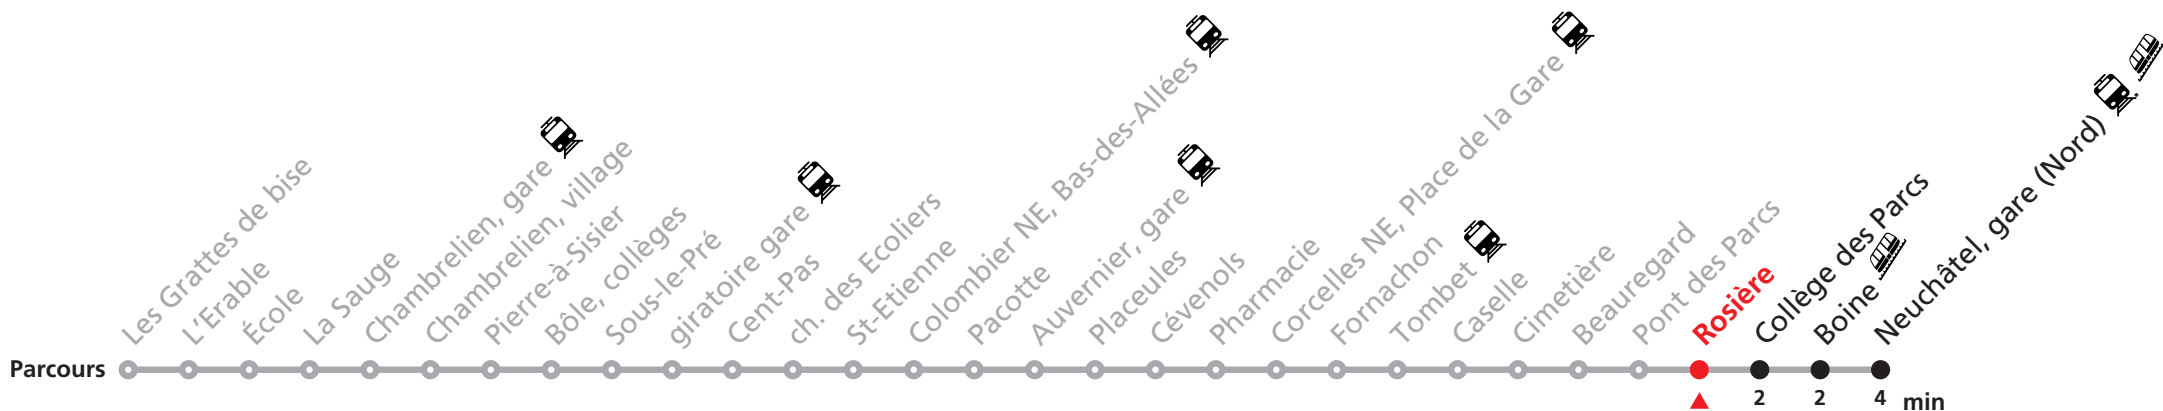 Les Grattes de bise
L'Erable
École
La Sauge
Chambrelien, gare
Chambrelien, village
Pierre-à-Sisier
Bôle, collèges
Sous-le-Pré
giratoire gare
Cent-Pas
ch. des Ecoliers
St-Etienne
Colombier NE, Bas-des-Allées
Pacotte
Auvernier, gare
Placeules
Cévenols
Pharmacie
Corcelles NE, Place de la Gare
Fornachon
Tombet
Caselle
Cimetière
Beauregard
Pont des Parcs
Rosière
Collège des Parcs
Boine
Neuchâtel, gare (Nord)
Parcours
2 2 4 min